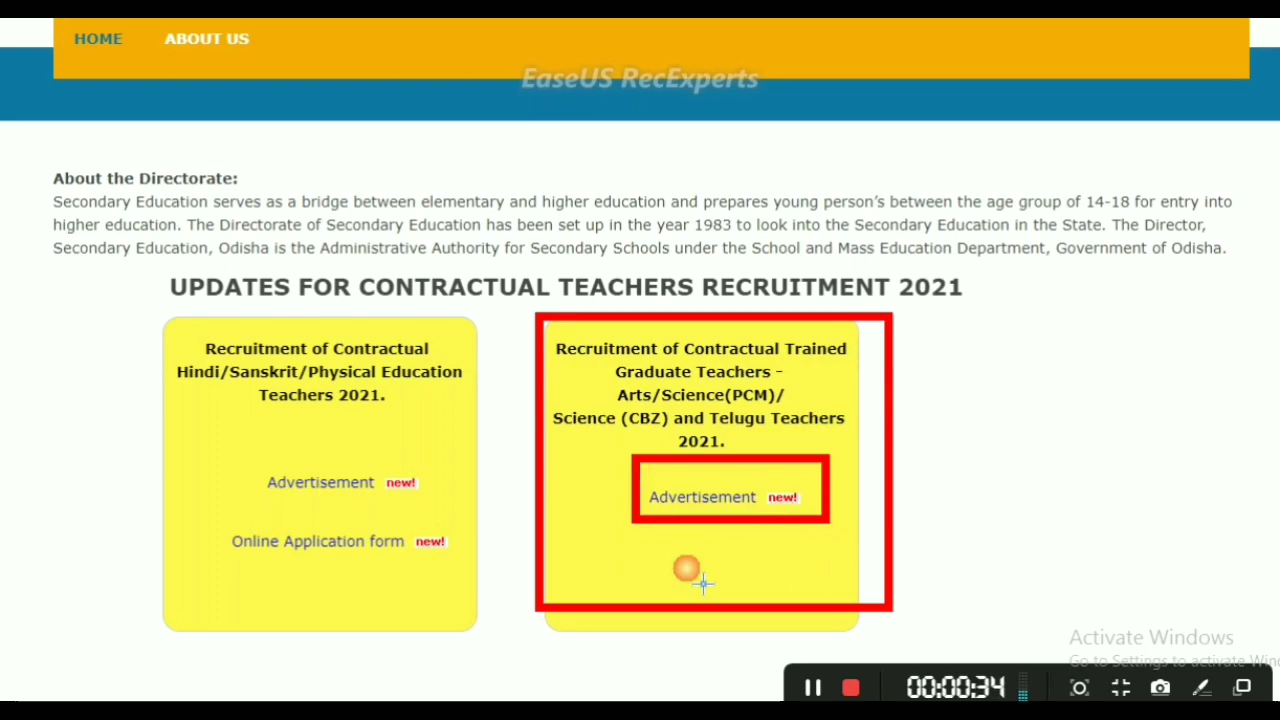 HOME ABOUT US
EaseUS RecExperts
About the Directorate:
Secondary Education serves as a bridge between elementary and higher education and prepares young person's between the age group of 14-18 for entry into
higher education. The Directorate of Secondary Education has been set up in the year 1983 to look into the Secondary Education in the State. The Director,
Secondary Education, Odisha is the Administrative Authority for Secondary Schools under the School and Mass Education Department, Government of Odisha.
UPDATES FOR CONTRACTUAL TEACHERS RECRUITMENT 2021
Recruitment of Contractual
Hindi/Sanskrit/Physical Education
Teachers 2021.
Advertisement new!
Online Application form new!
Recruitment of Contractual Trained
Graduate Teachers -
Arts/Science(PCM)/
Science (CBZ) and Telugu Teachers
2021.
Advertisement new!
Activate Windows
Go to Settings to activate Win
00:00:34